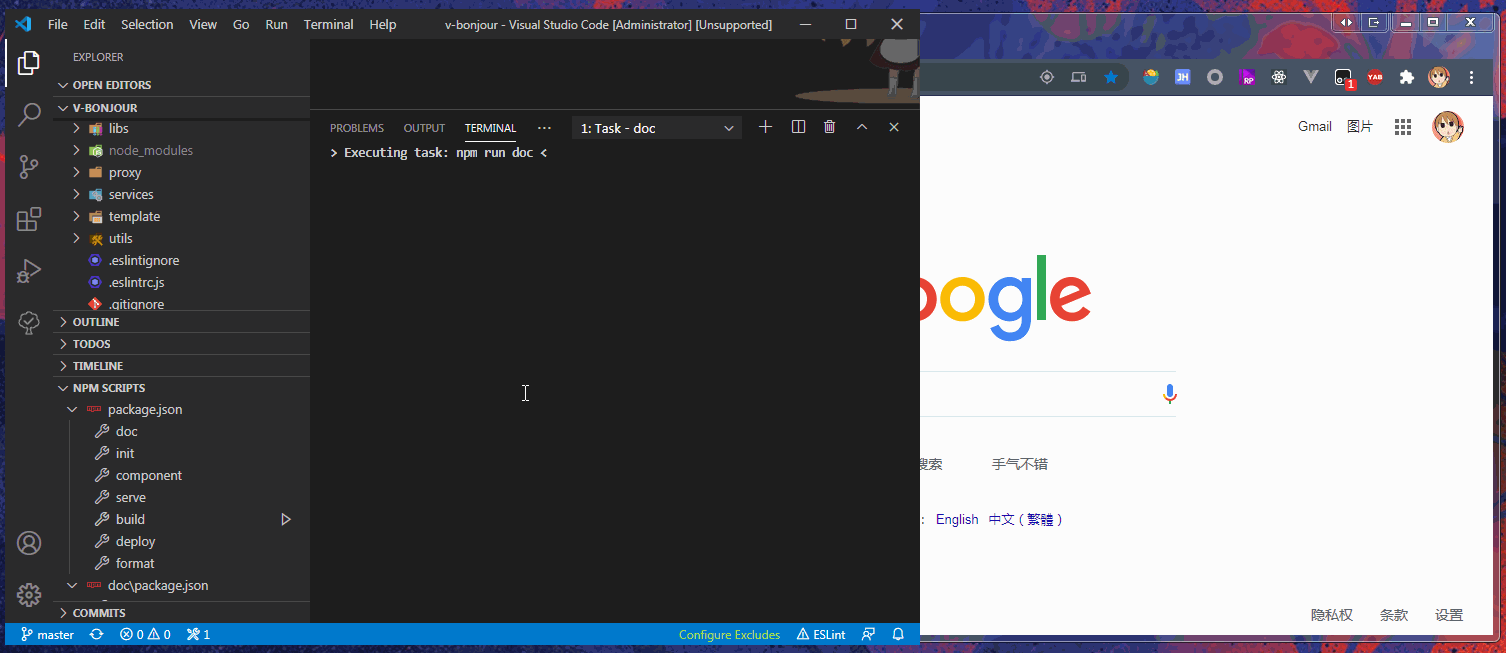 File Edit Selection View Go Run Terminal Help
v-bonjour - Visual Studio Code [Administrator] [Unsupported]
EXPLORER
OPEN EDITORS
V-BONJOUR
libs
node_modules
proxy
services
template
utils
.eslintignore
.eslintrc.js
.gitignore
OUTLINE
TODOS
TIMELINE
NPM SCRIPTS
package.json
doc
init
component
serve
build
deploy
format
doc\package.json
COMMITS
PROBLEMS OUTPUT TERMINAL ... 1: Task - doc
> Executing task: npm run doc <
master 0 0 1 Configure Excludes ESLint
JH RP 1 YAB
Gmail 图片
oogle
搜索 手气不错
: English 中文 ( 繁體 )
隐私权 条款 设置